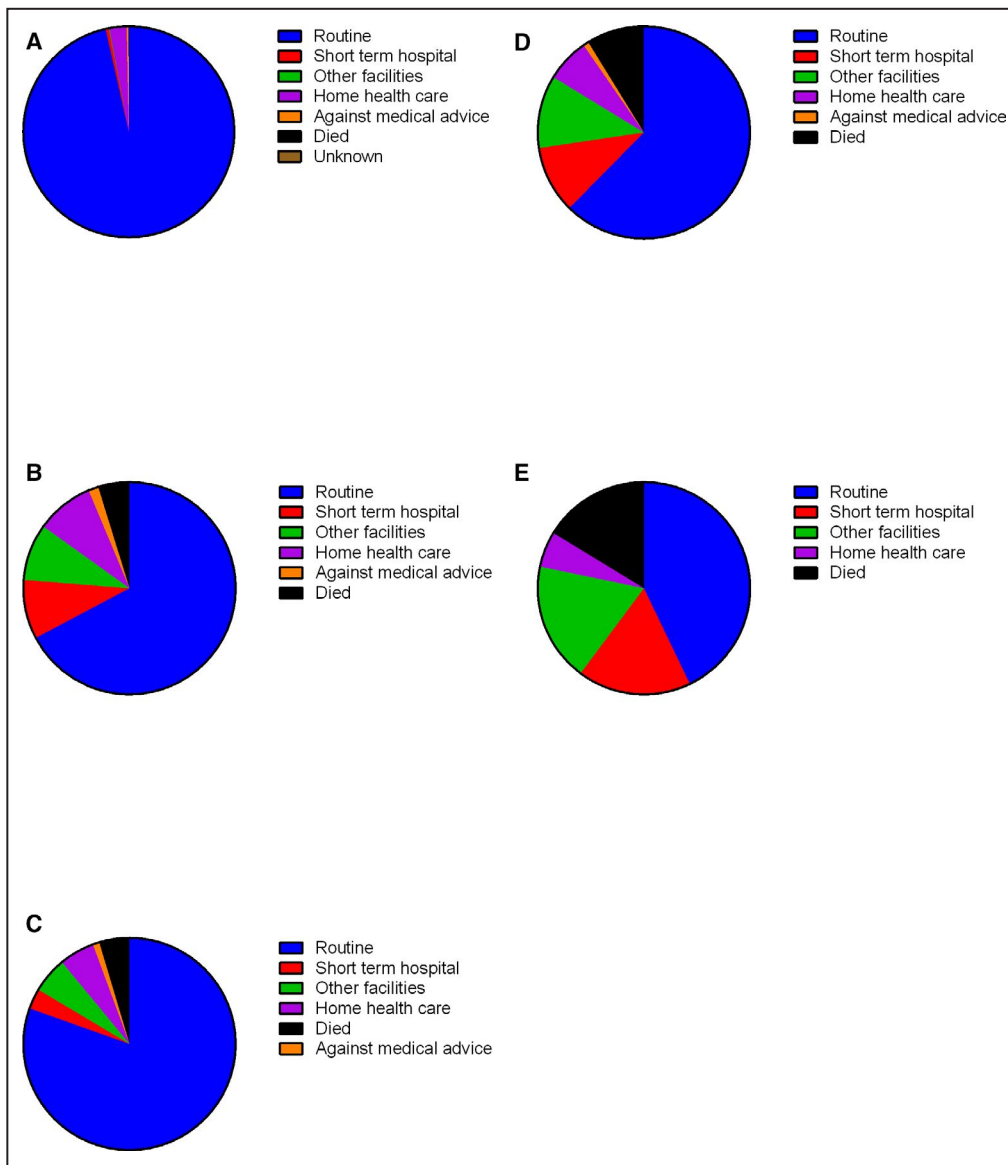 A
Routine
Short term hospital
Other facilities
Home health care
Against medical advice
Died
Unknown
B
Routine
Short term hospital
Other facilities
Home health care
Against medical advice
Died
C
Routine
Short term hospital
Other facilities
Home health care
Died
Against medical advice
D
Routine
Short term hospital
Other facilities
Home health care
Against medical advice
Died
E
Routine
Short term hospital
Other facilities
Home health care
Died